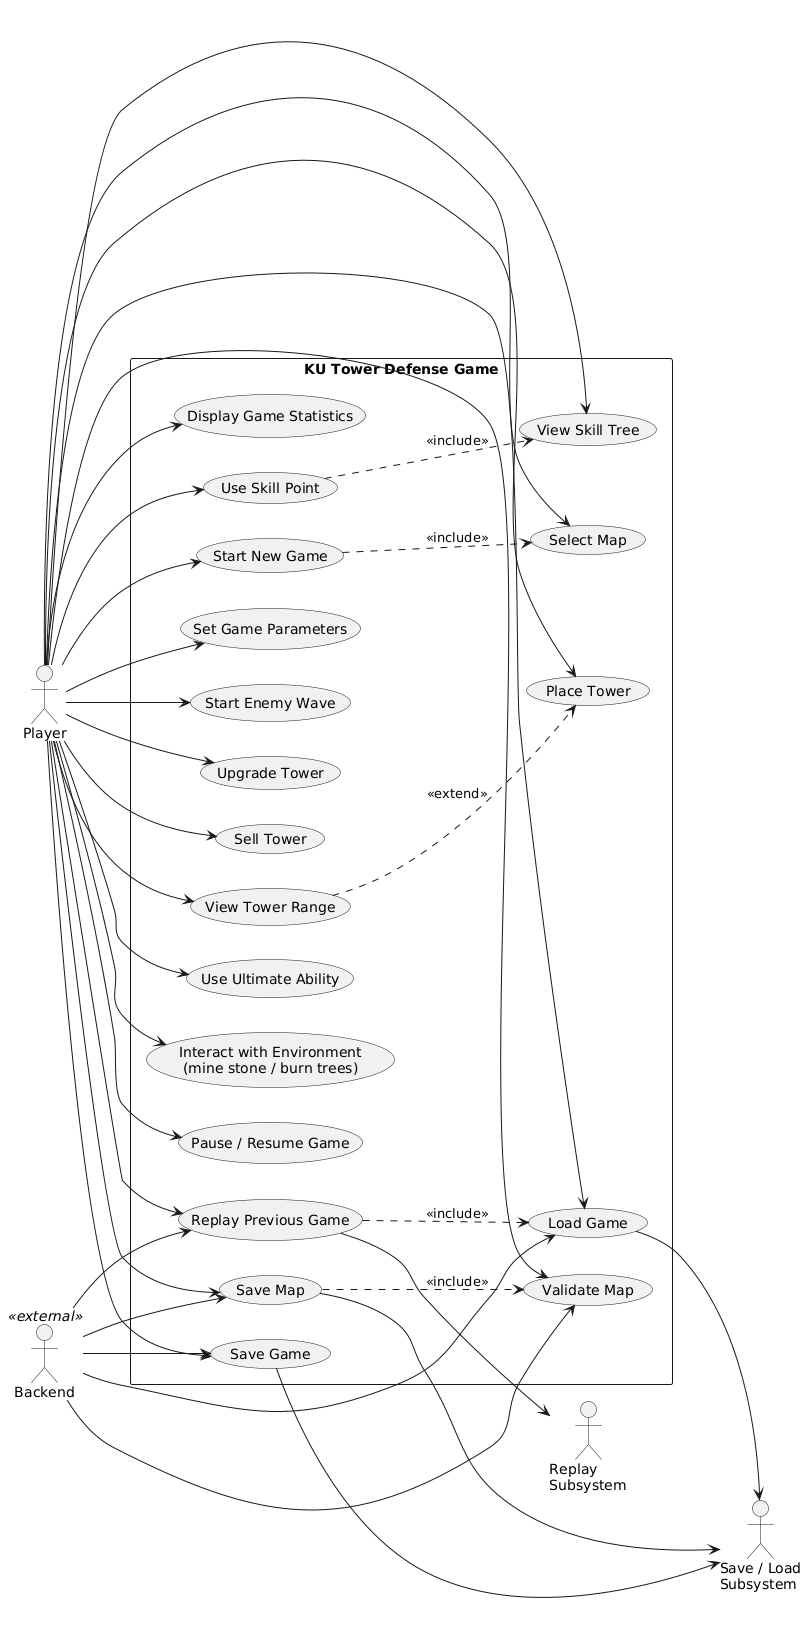 KU Tower Defense Game
Display Game Statistics
View Skill Tree
«include»
Use Skill Point
Select Map
«include»
Start New Game
Set Game Parameters
Place Tower
Start Enemy Wave
Player
Upgrade Tower
«extend»
Sell Tower
View Tower Range
Use Ultimate Ability
Interact with Environment
(mine stone / burn trees)
Pause / Resume Game
Replay Previous Game
«include»
Load Game
Save Map
«include»
Validate Map
«external»
Backend
Save Game
Replay
Subsystem
Save / Load
Subsystem